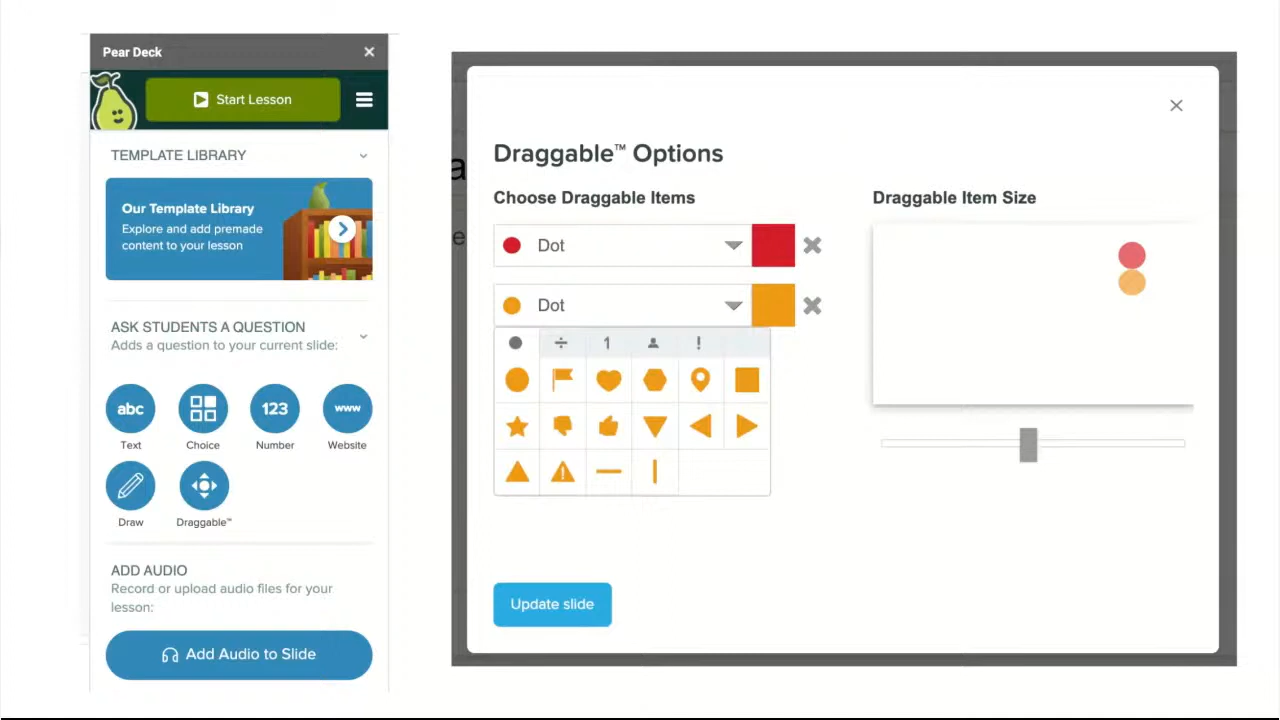 Pear Deck
Start Lesson
TEMPLATE LIBRARY
Our Template Library
Explore and add premade
content to your lesson
ASK STUDENTS A QUESTION
Adds a question to your current slide:
abc
123
www
Text
Choice
Number
Website
Draw
Draggable™
ADD AUDIO
Record or upload audio files for your
lesson:
Add Audio to Slide
a
e
Draggable™ Options
Choose Draggable Items
Dot
Dot
÷ 1 !
Update slide
Draggable Item Size